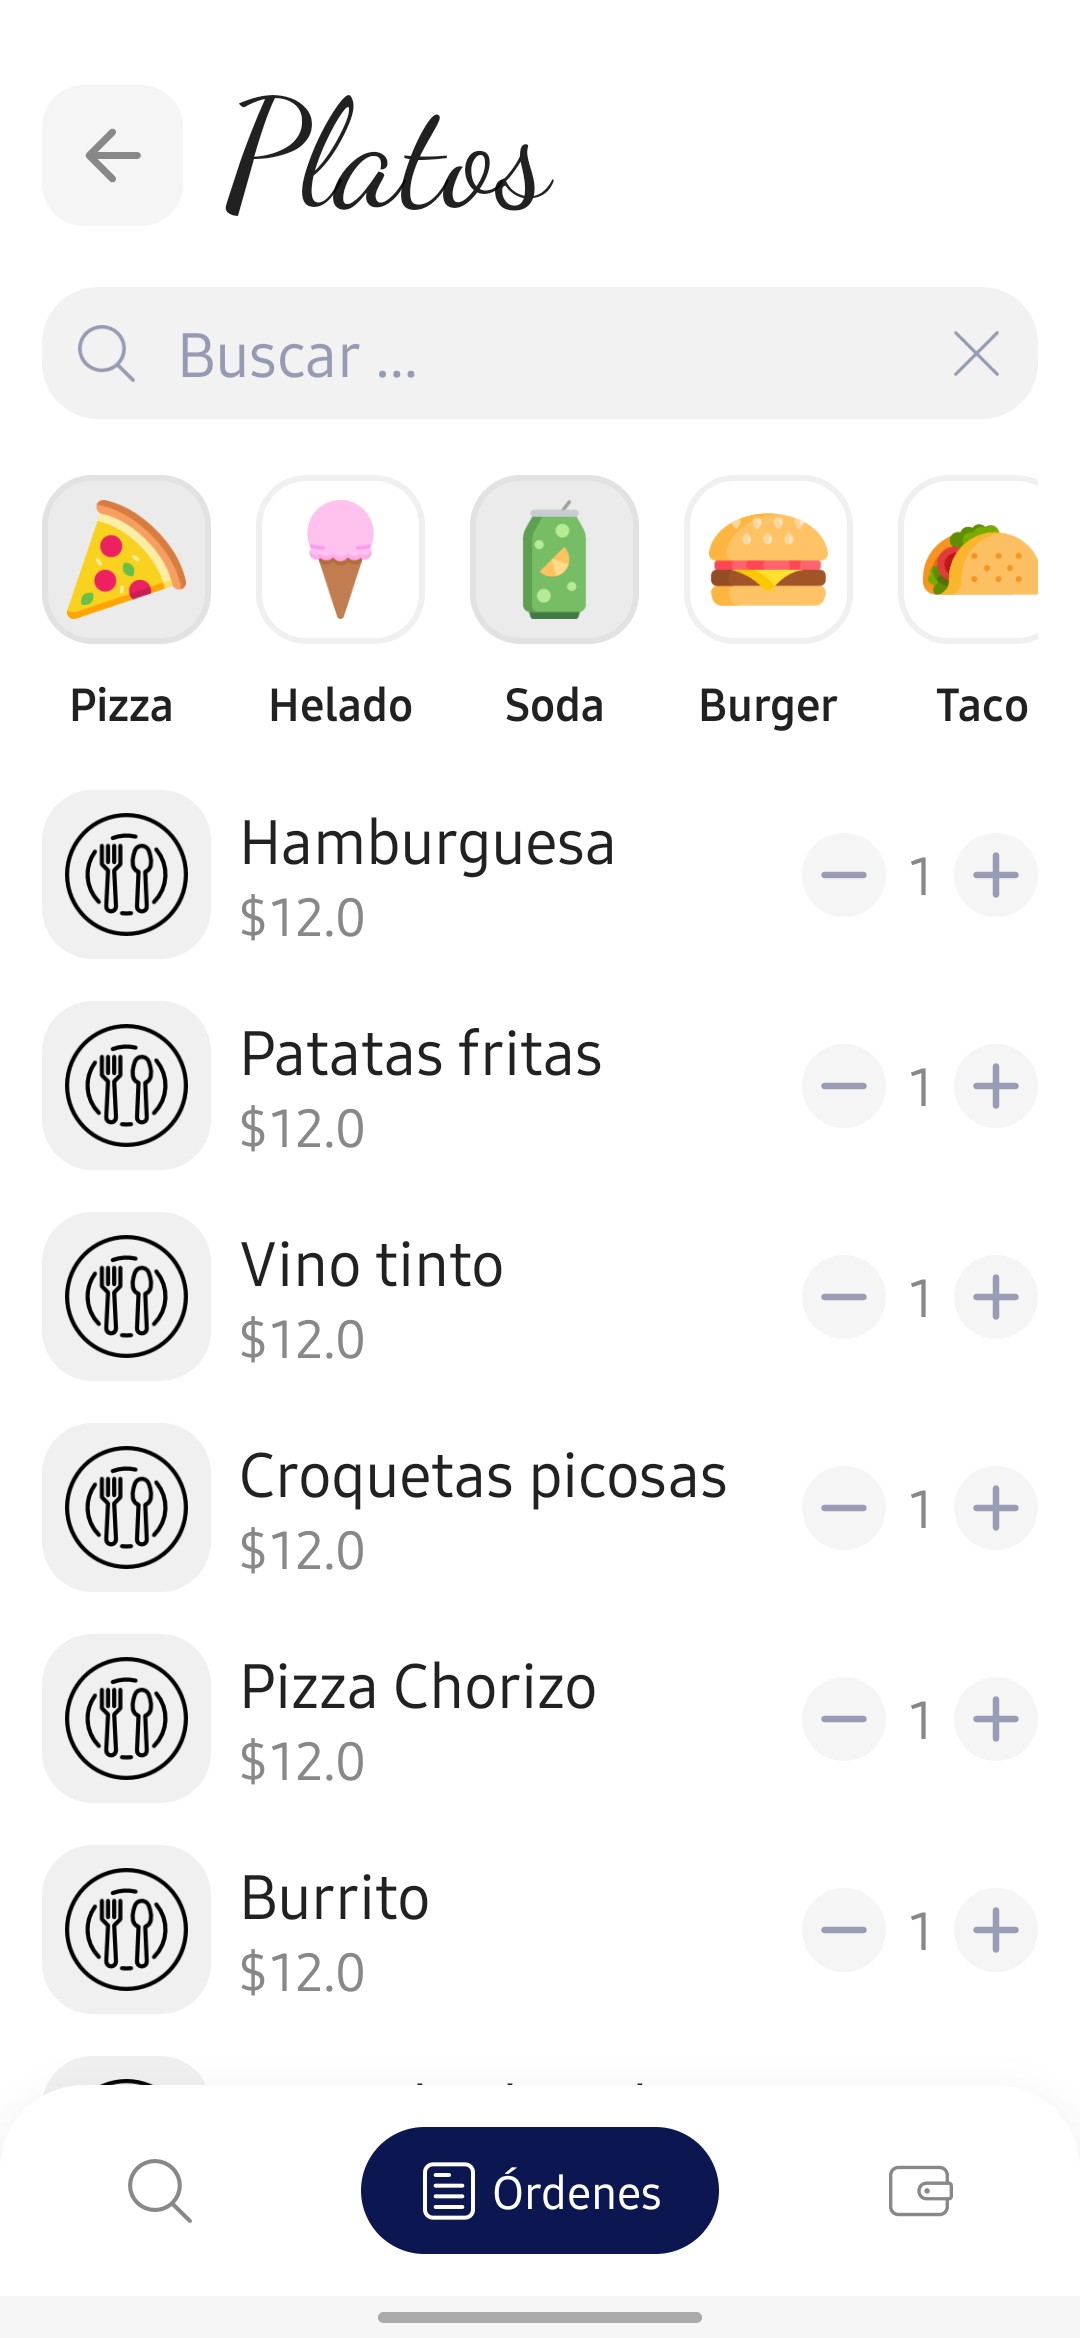 Platos
Buscar ...
Pizza Helado Soda Burger Taco
Hamburguesa
$12.0
1
Patatas fritas
$12.0
1
Vino tinto
$12.0
1
Croquetas picosas
$12.0
1
Pizza Chorizo
$12.0
1
Burrito
$12.0
1
Órdenes